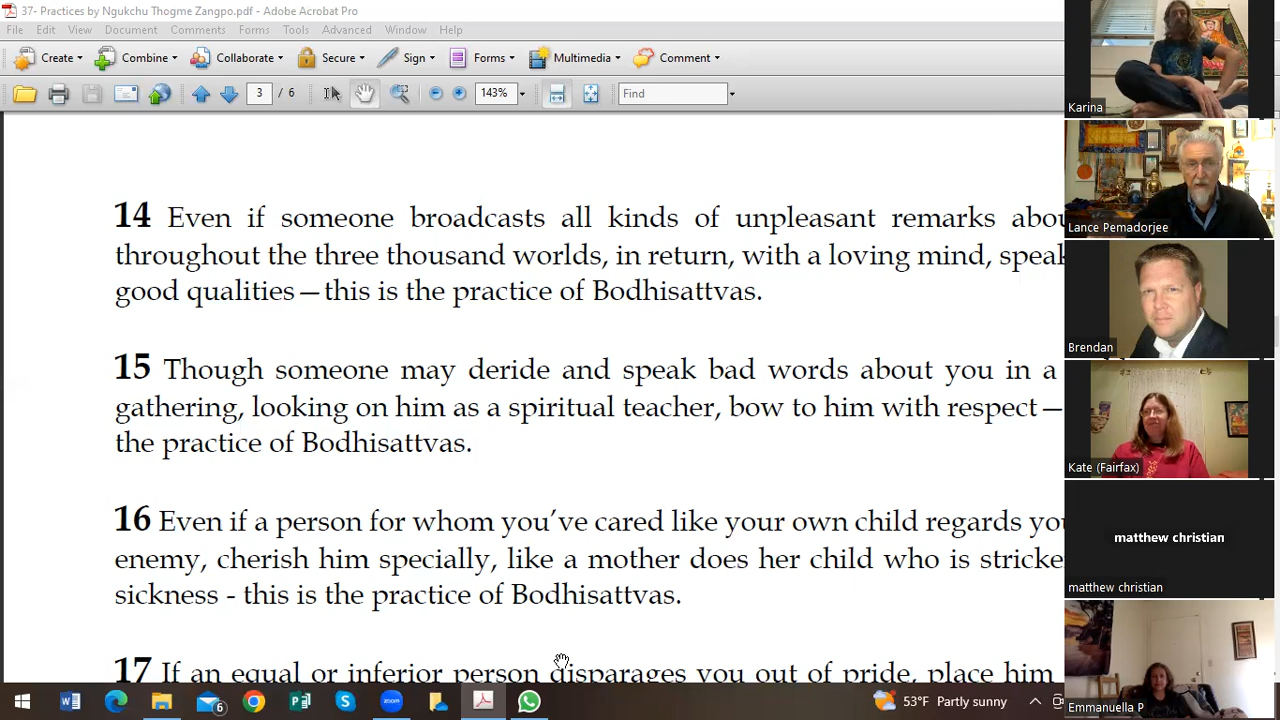 37- Practices by Ngukchu Thogme Zangpo.pdf - Adobe Acrobat Pro
File Edit View Document Comments Forms Tools Advanced Window Help
Create Combine Collaborate Secure Sign Forms Multimedia Comment
3 / 6 143% Find
14 Even if someone broadcasts all kinds of unpleasant remarks
throughout the three thousand worlds, in return, with a loving mind,
good qualities—this is the practice of Bodhisattvas.
15 Though someone may deride and speak bad words about you in a
gathering, looking on him as a spiritual teacher, bow to him with respect—
the practice of Bodhisattvas.
16 Even if a person for whom you've cared like your own child regards
enemy, cherish him specially, like a mother does her child who is
sickness - this is the practice of Bodhisattvas.
17 If an equal or inferior person disparages you out of pride, place him
Karina
Lance Pemadorjee
Brendan
Kate (Fairfax)
matthew christian
matthew christian
Emmanuella P
6
zoom
53°F Partly sunny